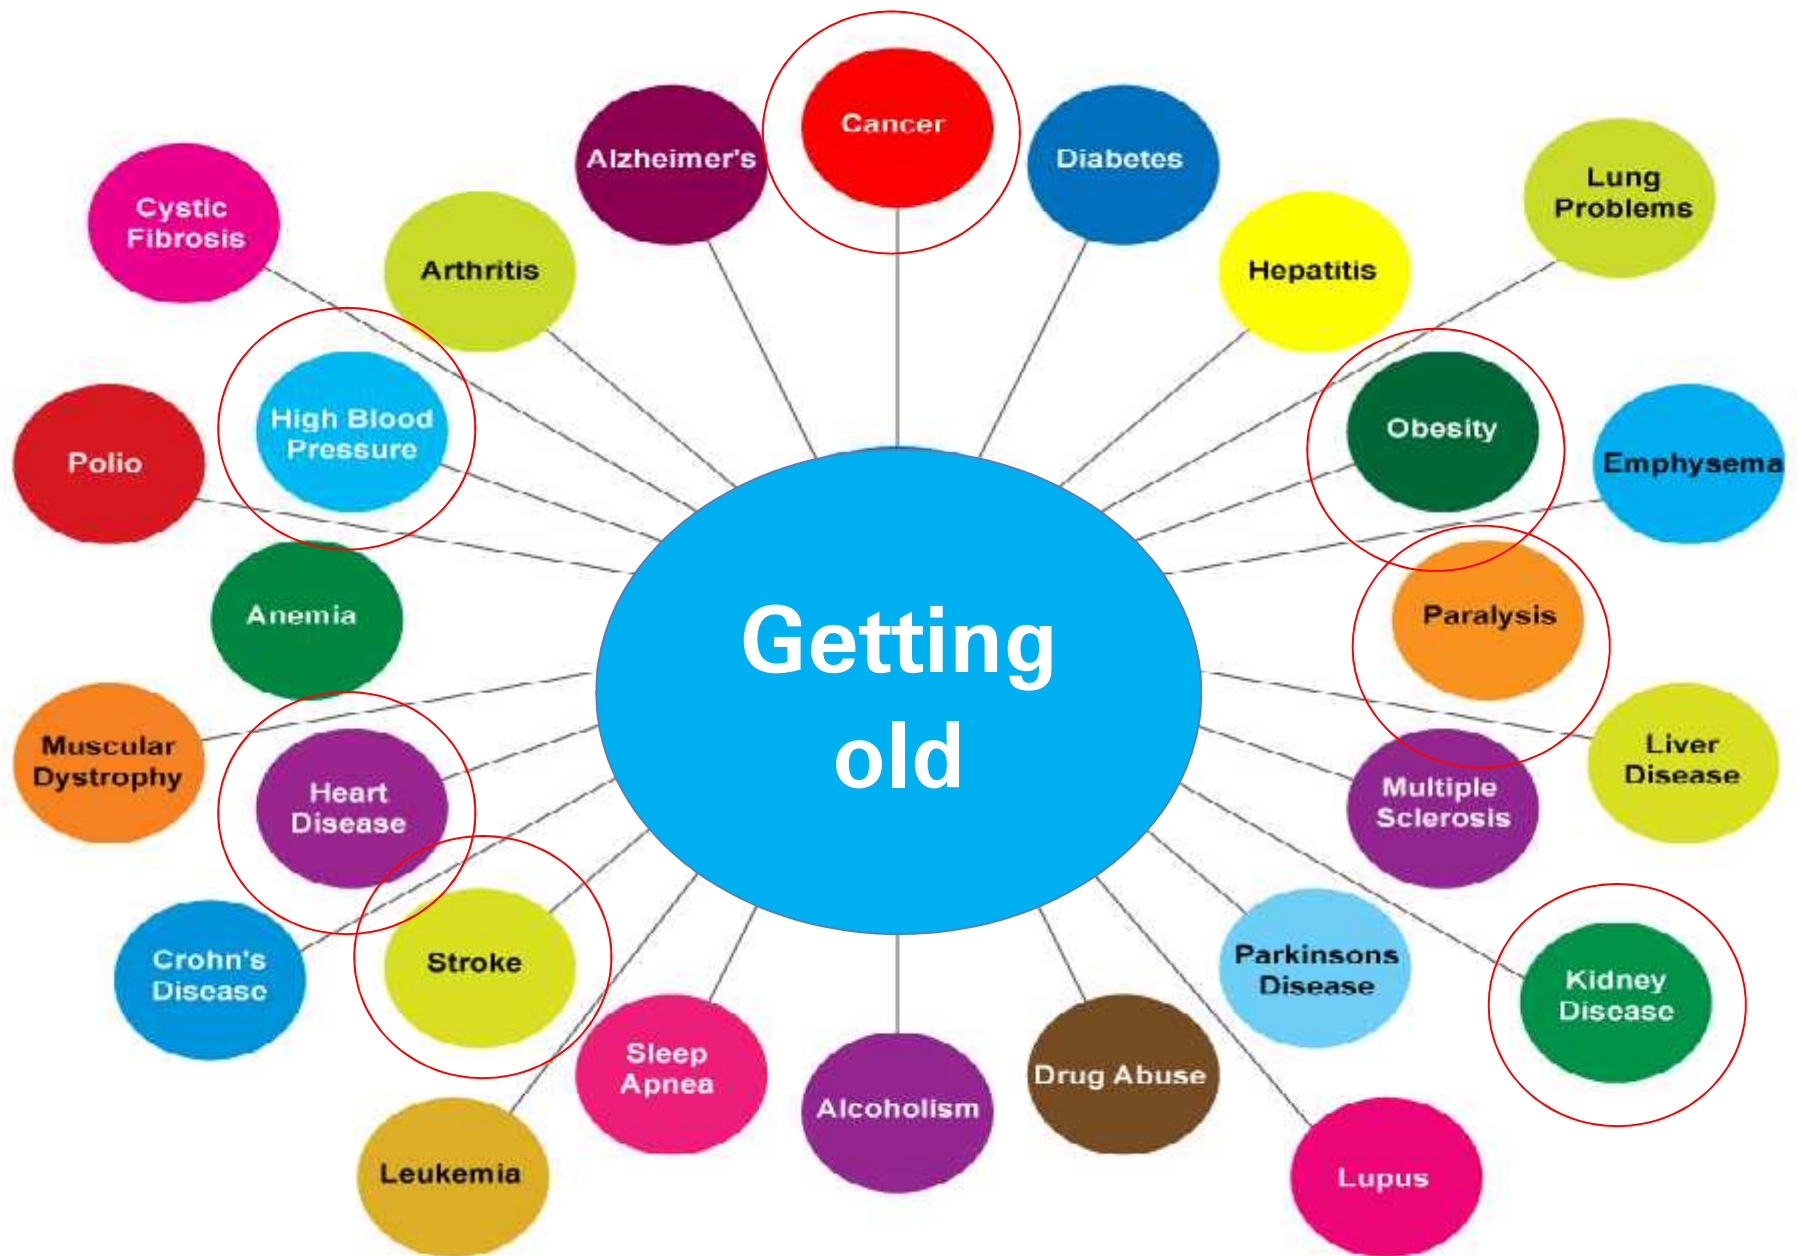 Cancer
Alzheimer's
Diabetes
Lung
Problems
Cystic
Fibrosis
Arthritis
Hepatitis
High Blood
Pressure
Obesity
Polio
Emphysema
Anemia
Paralysis
Getting
old
Muscular
Dystrophy
Liver
Disease
Heart
Disease
Multiple
Sclerosis
Crohn's
Disease
Stroke
Parkinsons
Disease
Kidney
Disease
Sleep
Apnea
Alcoholism
Drug Abuse
Leukemia
Lupus